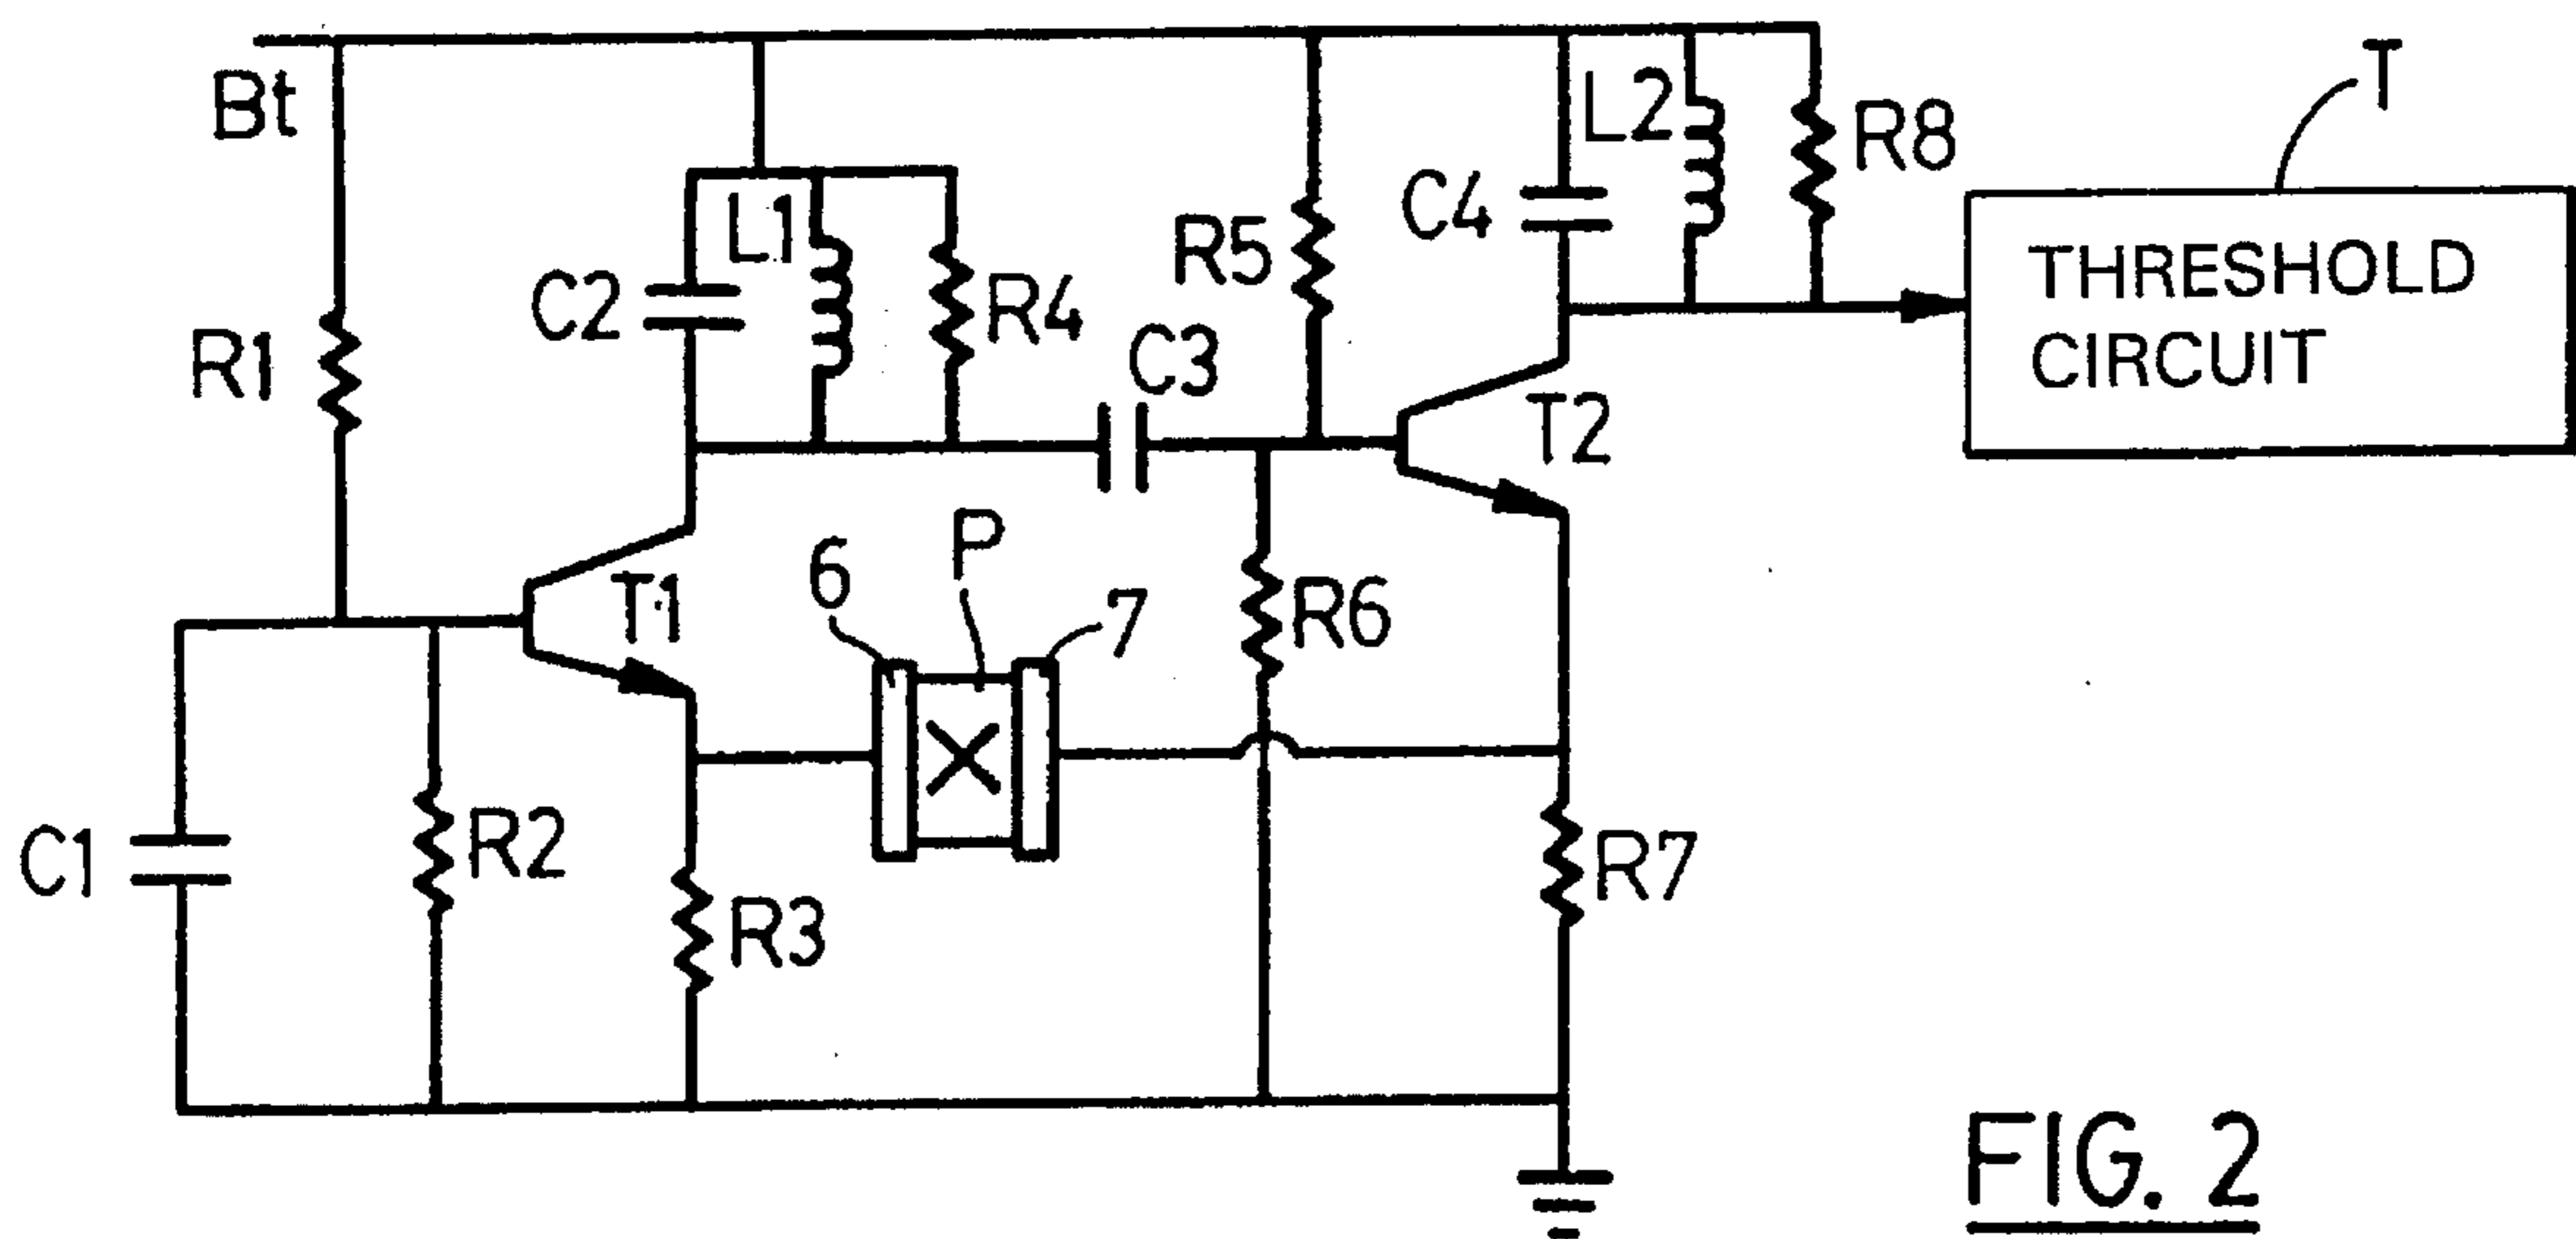 Bt
T
L2
R8
C4
L1
R5
THRESHOLD
CIRCUIT
C2
R4
C3
R1
T2
P
6
T1
7
R6
C1
R2
R3
R7
FIG. 2